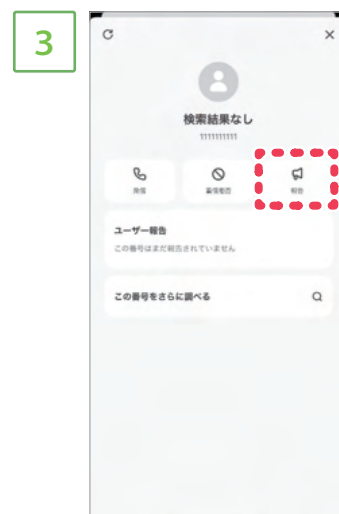 3
検索結果なし
1111111111
発信
着信拒否
報告
ユーザー報告
この番号はまだ報告されていません
この番号をさらに調べる